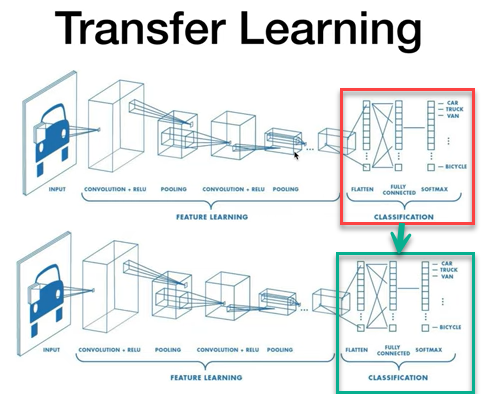 Transfer Learning
CAR
TRUCK
VAN
BICYCLE
INPUT CONVOLUTION + RELU POOLING CONVOLUTION + RELU POOLING FLATTEN FULLY CONNECTED SOFTMAX
FEATURE LEARNING CLASSIFICATION
CAR
TRUCK
VAN
BICYCLE
INPUT CONVOLUTION + RELU POOLING CONVOLUTION + RELU POOLING FLATTEN FULLY CONNECTED SOFTMAX
FEATURE LEARNING CLASSIFICATION